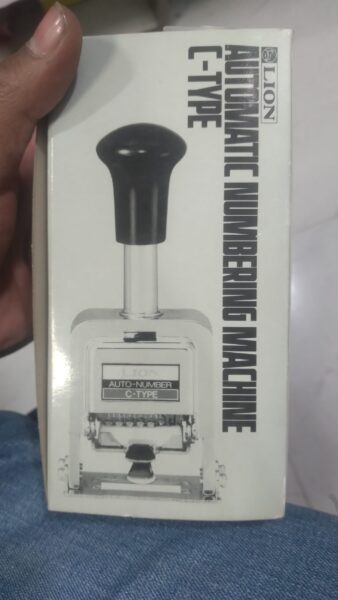 LION
AUTOMATIC NUMBERING MACHINE
C-TYPE
LION
AUTO-NUMBER
C-TYPE